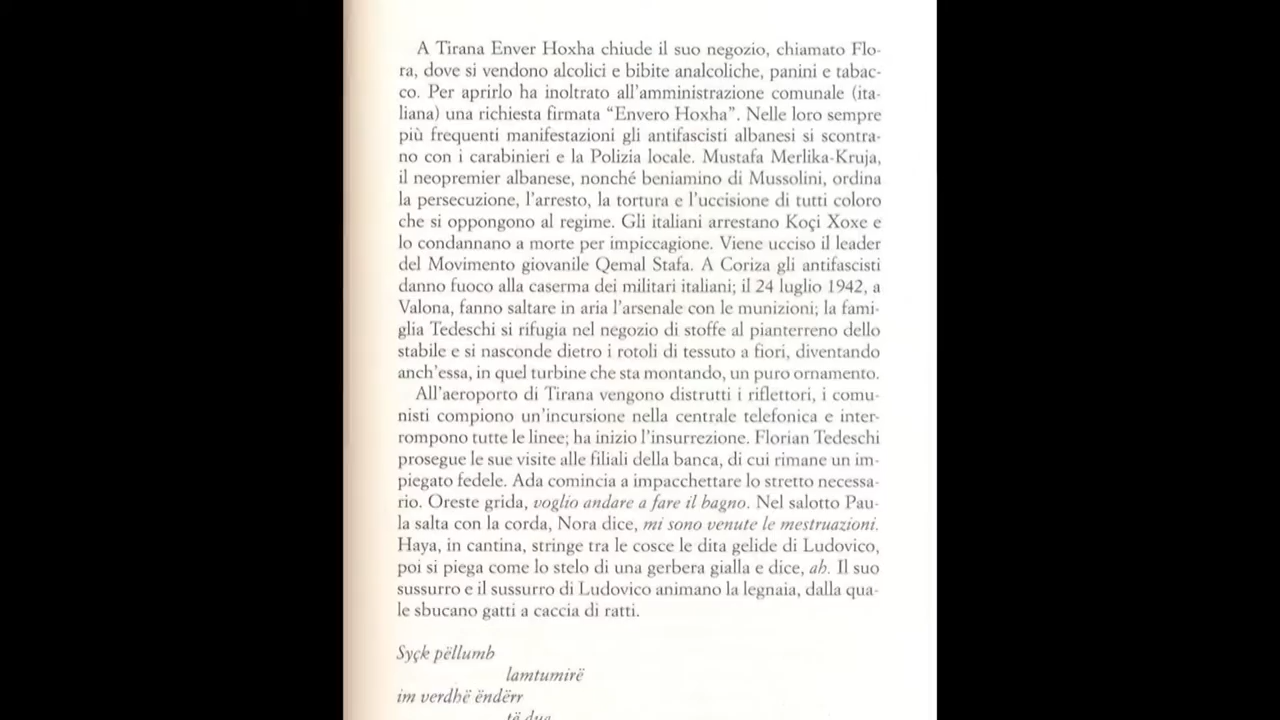 A Tirana Enver Hoxha chiude il suo negozio, chiamato Flo-
ra, dove si vendono alcolici e bibite analcoliche, panini e tabac-
co. Per aprirlo ha inoltrato all'amministrazione comunale (ita-
liana) una richiesta firmata “Envero Hoxha”. Nelle loro sempre
più frequenti manifestazioni gli antifascisti albanesi si scontra-
no con i carabinieri e la Polizia locale. Mustafa Merlika-Kruja,
il neopremier albanese, nonché beniamino di Mussolini, ordina
la persecuzione, l'arresto, la tortura e l'uccisione di tutti coloro
che si oppongono al regime. Gli italiani arrestano Koçi Xoxe e
lo condannano a morte per impiccagione. Viene ucciso il leader
del Movimento giovanile Qemal Stafa. A Coriza gli antifascisti
danno fuoco alla caserma dei militari italiani; il 24 luglio 1942, a
Valona, fanno saltare in aria l'arsenale con le munizioni; la fami-
glia Tedeschi si rifugia nel negozio di stoffe al pianterreno dello
stabile e si nasconde dietro i rotoli di tessuto a fiori, diventando
anch'essa, in quel turbine che sta montando, un puro ornamento.
All'aeroporto di Tirana vengono distrutti i riflettori, i comu-
nisti compiono un'incursione nella centrale telefonica e inter-
rompono tutte le linee; ha inizio l'insurrezione. Florian Tedeschi
prosegue le sue visite alle filiali della banca, di cui rimane un im-
piegato fedele. Ada comincia a impacchettare lo stretto necessa-
rio. Oreste grida, voglio andare a fare il bagno. Nel salotto Pau-
la salta con la corda, Nora dice, mi sono venute le mestruazioni.
Haya, in cantina, stringe tra le cosce le dita gelide di Ludovico,
poi si piega come lo stelo di una gerbera gialla e dice, ah. Il suo
sussurro e il sussurro di Ludovico animano la legnaia, dalla qua-
le sbucano gatti a caccia di ratti.
Syçk pëllumb
lamtumirë
im verdhë ëndërr
të dua